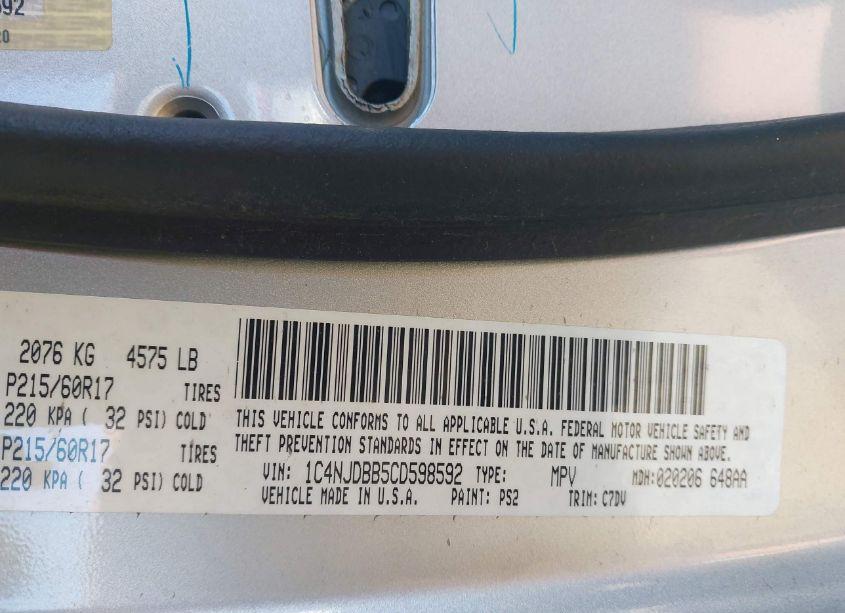 592
20
2076 KG 4575 LB
P215/60R17 TIRES
220 KPA ( 32 PSI) COLD
P215/60R17 TIRES
220 KPA ( 32 PSI) COLD
THIS VEHICLE CONFORMS TO ALL APPLICABLE U.S.A. FEDERAL MOTOR VEHICLE SAFETY AND
THEFT PREVENTION STANDARDS IN EFFECT ON THE DATE OF MANUFACTURE SHOWN ABOVE.
VIN: 1C4NJDBB5CD598592 TYPE: MPV MDH:020206 648AA
VEHICLE MADE IN U.S.A. PAINT: PS2 TRIM: C7DV